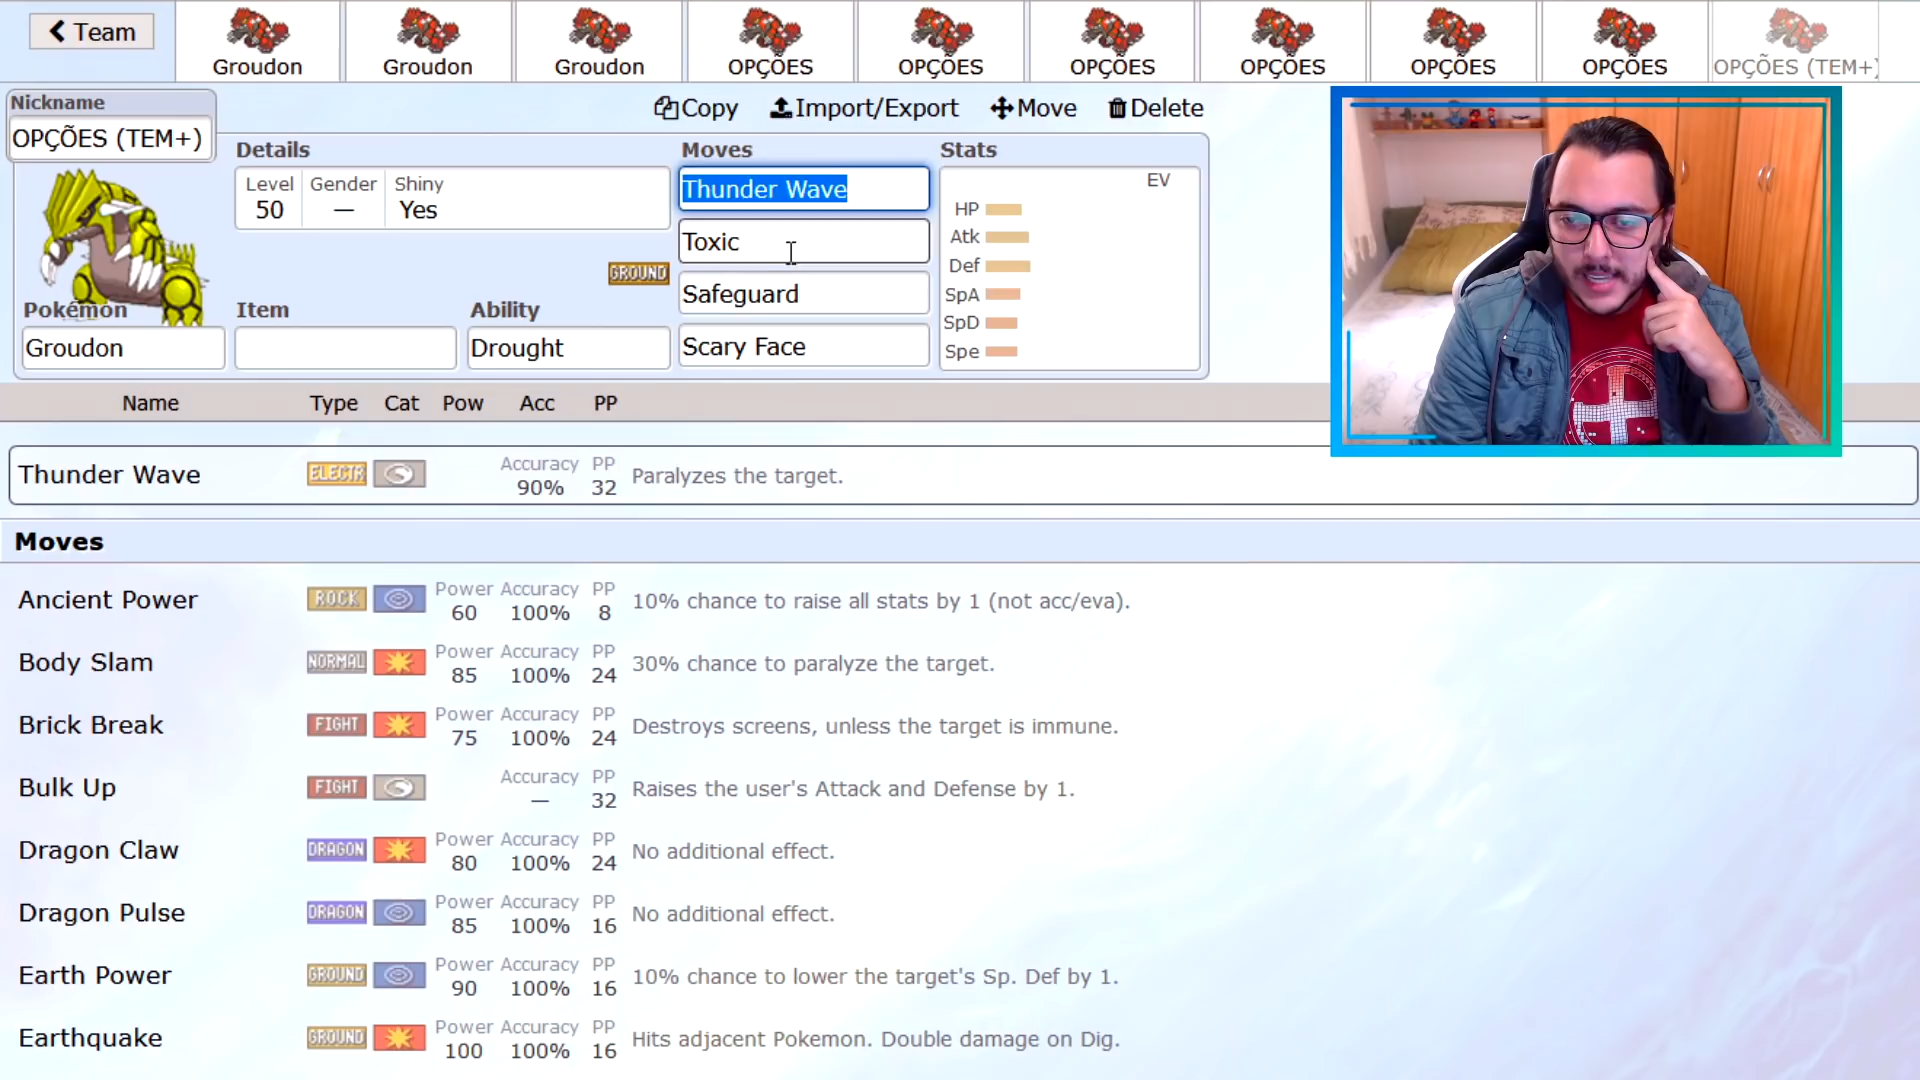 Team
Groudon
Groudon
Groudon
OPÇÕES
OPÇÕES
OPÇÕES
OPÇÕES
OPÇÕES
OPÇÕES
OPÇÕES (TEM+)
Nickname
OPÇÕES (TEM+)
Copy
Import/Export
Move
Delete
Details
Moves
Stats
Level
Gender
Shiny
50
—
Yes
Thunder Wave
Toxic
Safeguard
Scary Face
EV
HP
Atk
Def
SpA
SpD
Spe
GROUND
Pokémon
Item
Ability
Groudon
Drought
Name Type Cat Pow Acc PP
Thunder Wave ELECTR Accuracy 90% PP 32 Paralyzes the target.
Moves
Ancient Power ROCK Power 60 Accuracy 100% PP 8 10% chance to raise all stats by 1 (not acc/eva).
Body Slam NORMAL Power 85 Accuracy 100% PP 24 30% chance to paralyze the target.
Brick Break FIGHT Power 75 Accuracy 100% PP 24 Destroys screens, unless the target is immune.
Bulk Up FIGHT Accuracy — PP 32 Raises the user's Attack and Defense by 1.
Dragon Claw DRAGON Power 80 Accuracy 100% PP 24 No additional effect.
Dragon Pulse DRAGON Power 85 Accuracy 100% PP 16 No additional effect.
Earth Power GROUND Power 90 Accuracy 100% PP 16 10% chance to lower the target's Sp. Def by 1.
Earthquake GROUND Power 100 Accuracy 100% PP 16 Hits adjacent Pokemon. Double damage on Dig.